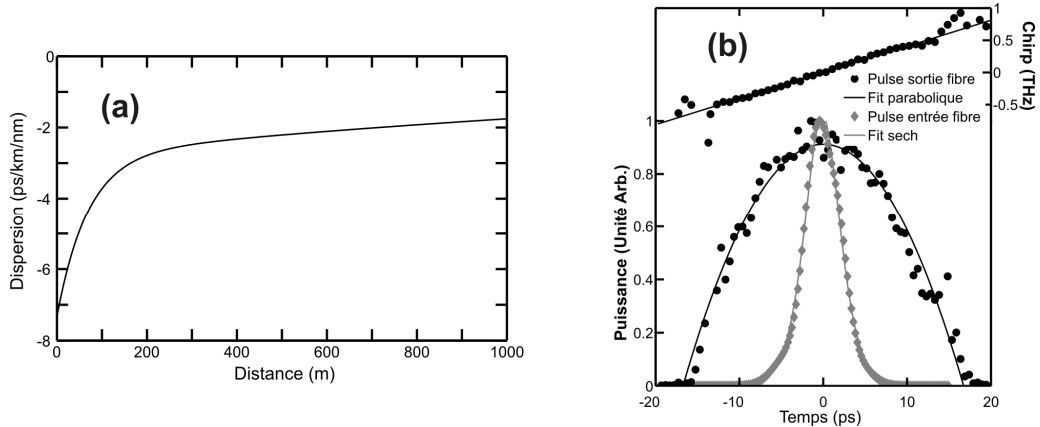 (a)
Dispersion (ps/km/nm)
0
-2
-4
-6
-8
0
200
400
600
800
1000
Distance (m)
(b)
Chirp (THz)
1
0.5
0
-0.5
Pulse sortie fibre
Fit parabolique
Pulse entrée fibre
Fit sech
Puissance (Unité Arb.)
1
0.8
0.6
0.4
0.2
0
-20
-10
0
10
20
Temps (ps)